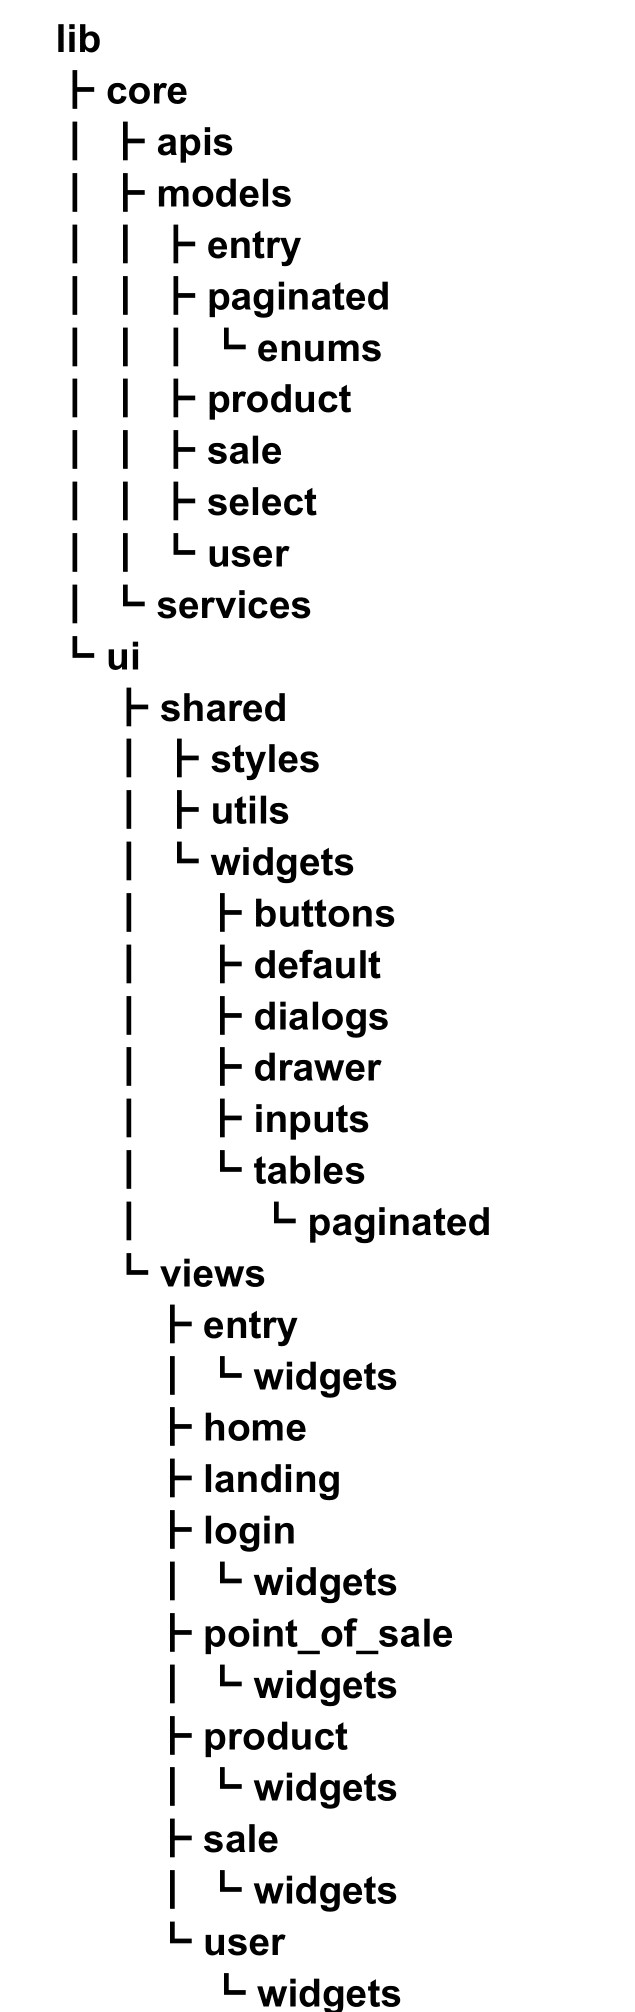 lib
├ core
│ ├ apis
│ ├ models
│ │ ├ entry
│ │ ├ paginated
│ │ │ └ enums
│ │ ├ product
│ │ ├ sale
│ │ ├ select
│ │ └ user
│ └ services
└ ui
  ├ shared
  │ ├ styles
  │ ├ utils
  │ └ widgets
  │   ├ buttons
  │   ├ default
  │   ├ dialogs
  │   ├ drawer
  │   ├ inputs
  │   └ tables
  │     └ paginated
  └ views
    ├ entry
    │ └ widgets
    ├ home
    ├ landing
    ├ login
    │ └ widgets
    ├ point_of_sale
    │ └ widgets
    ├ product
    │ └ widgets
    ├ sale
    │ └ widgets
    └ user
      └ widgets